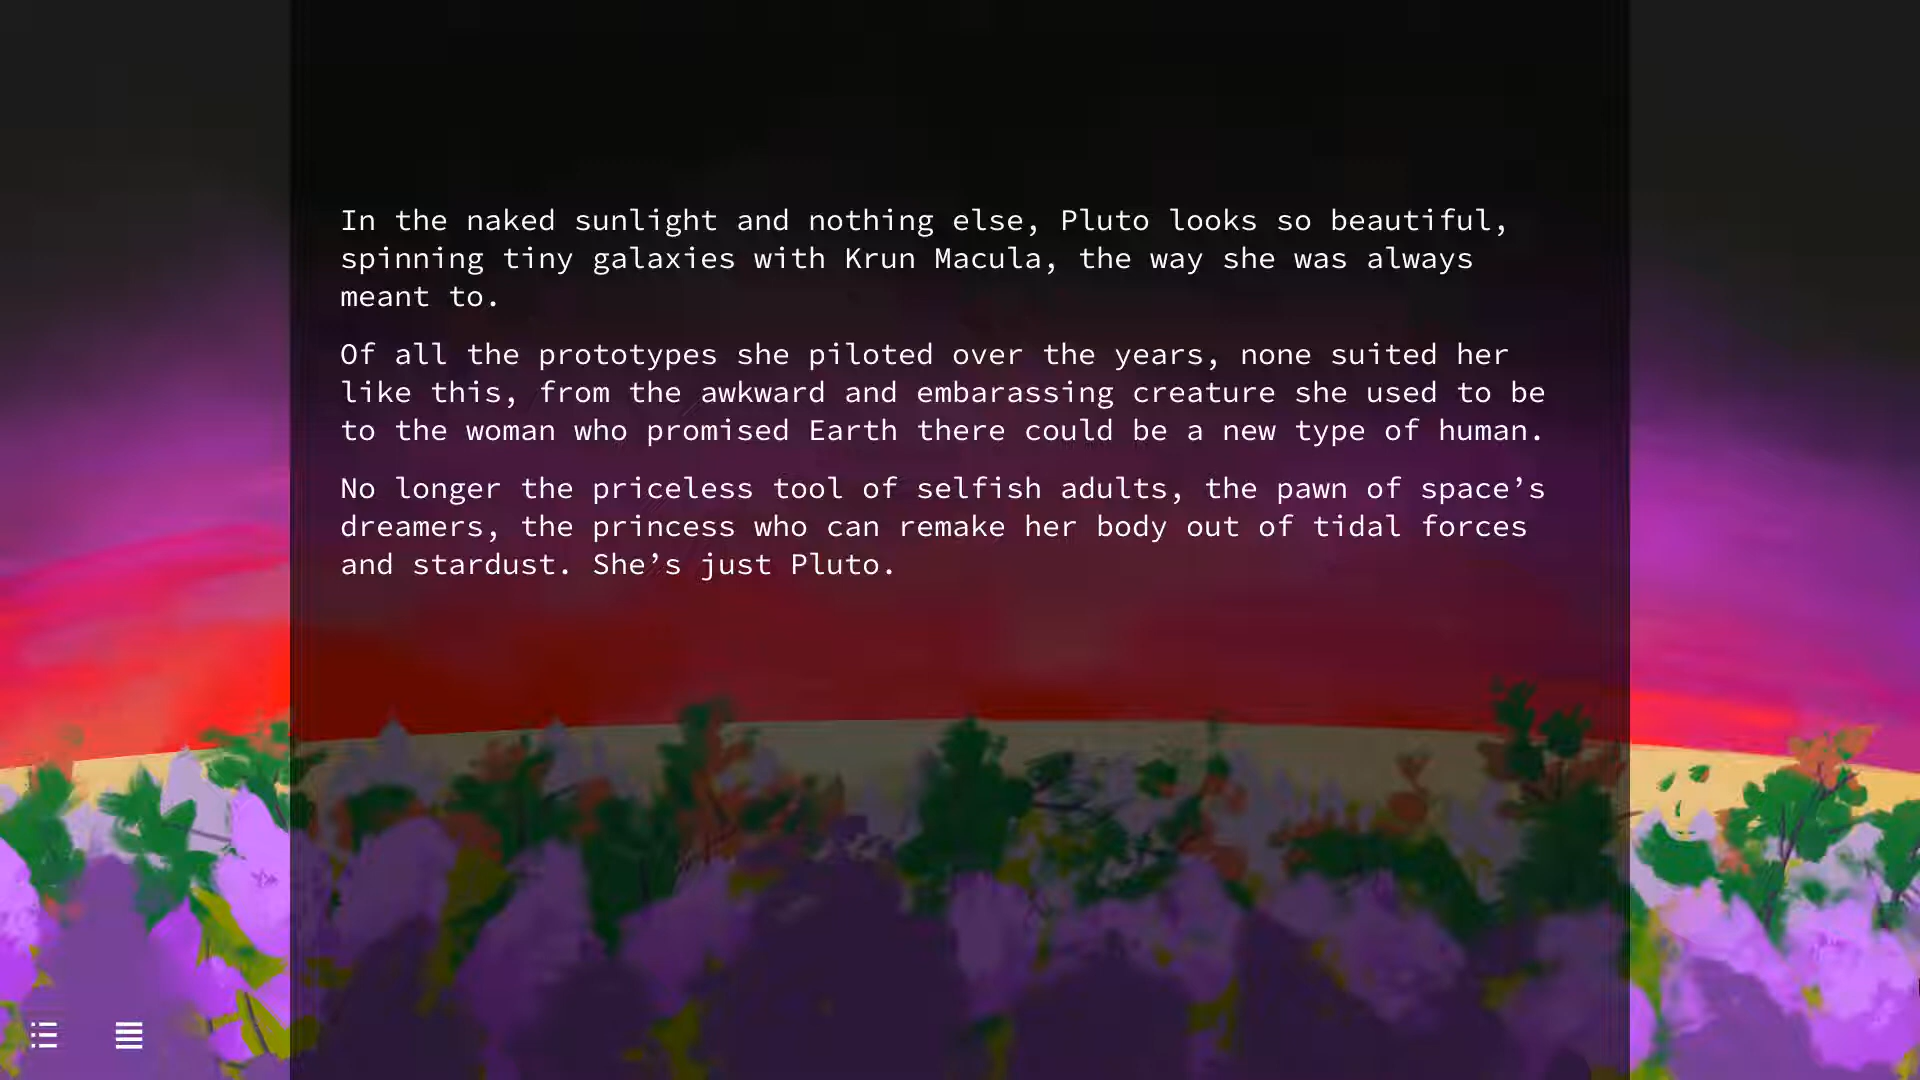 In the naked sunlight and nothing else, Pluto looks so beautiful,
spinning tiny galaxies with Krun Macula, the way she was always
meant to.
Of all the prototypes she piloted over the years, none suited her
like this, from the awkward and embarassing creature she used to be
to the woman who promised Earth there could be a new type of human.
No longer the priceless tool of selfish adults, the pawn of space’s
dreamers, the princess who can remake her body out of tidal forces
and stardust. She’s just Pluto.